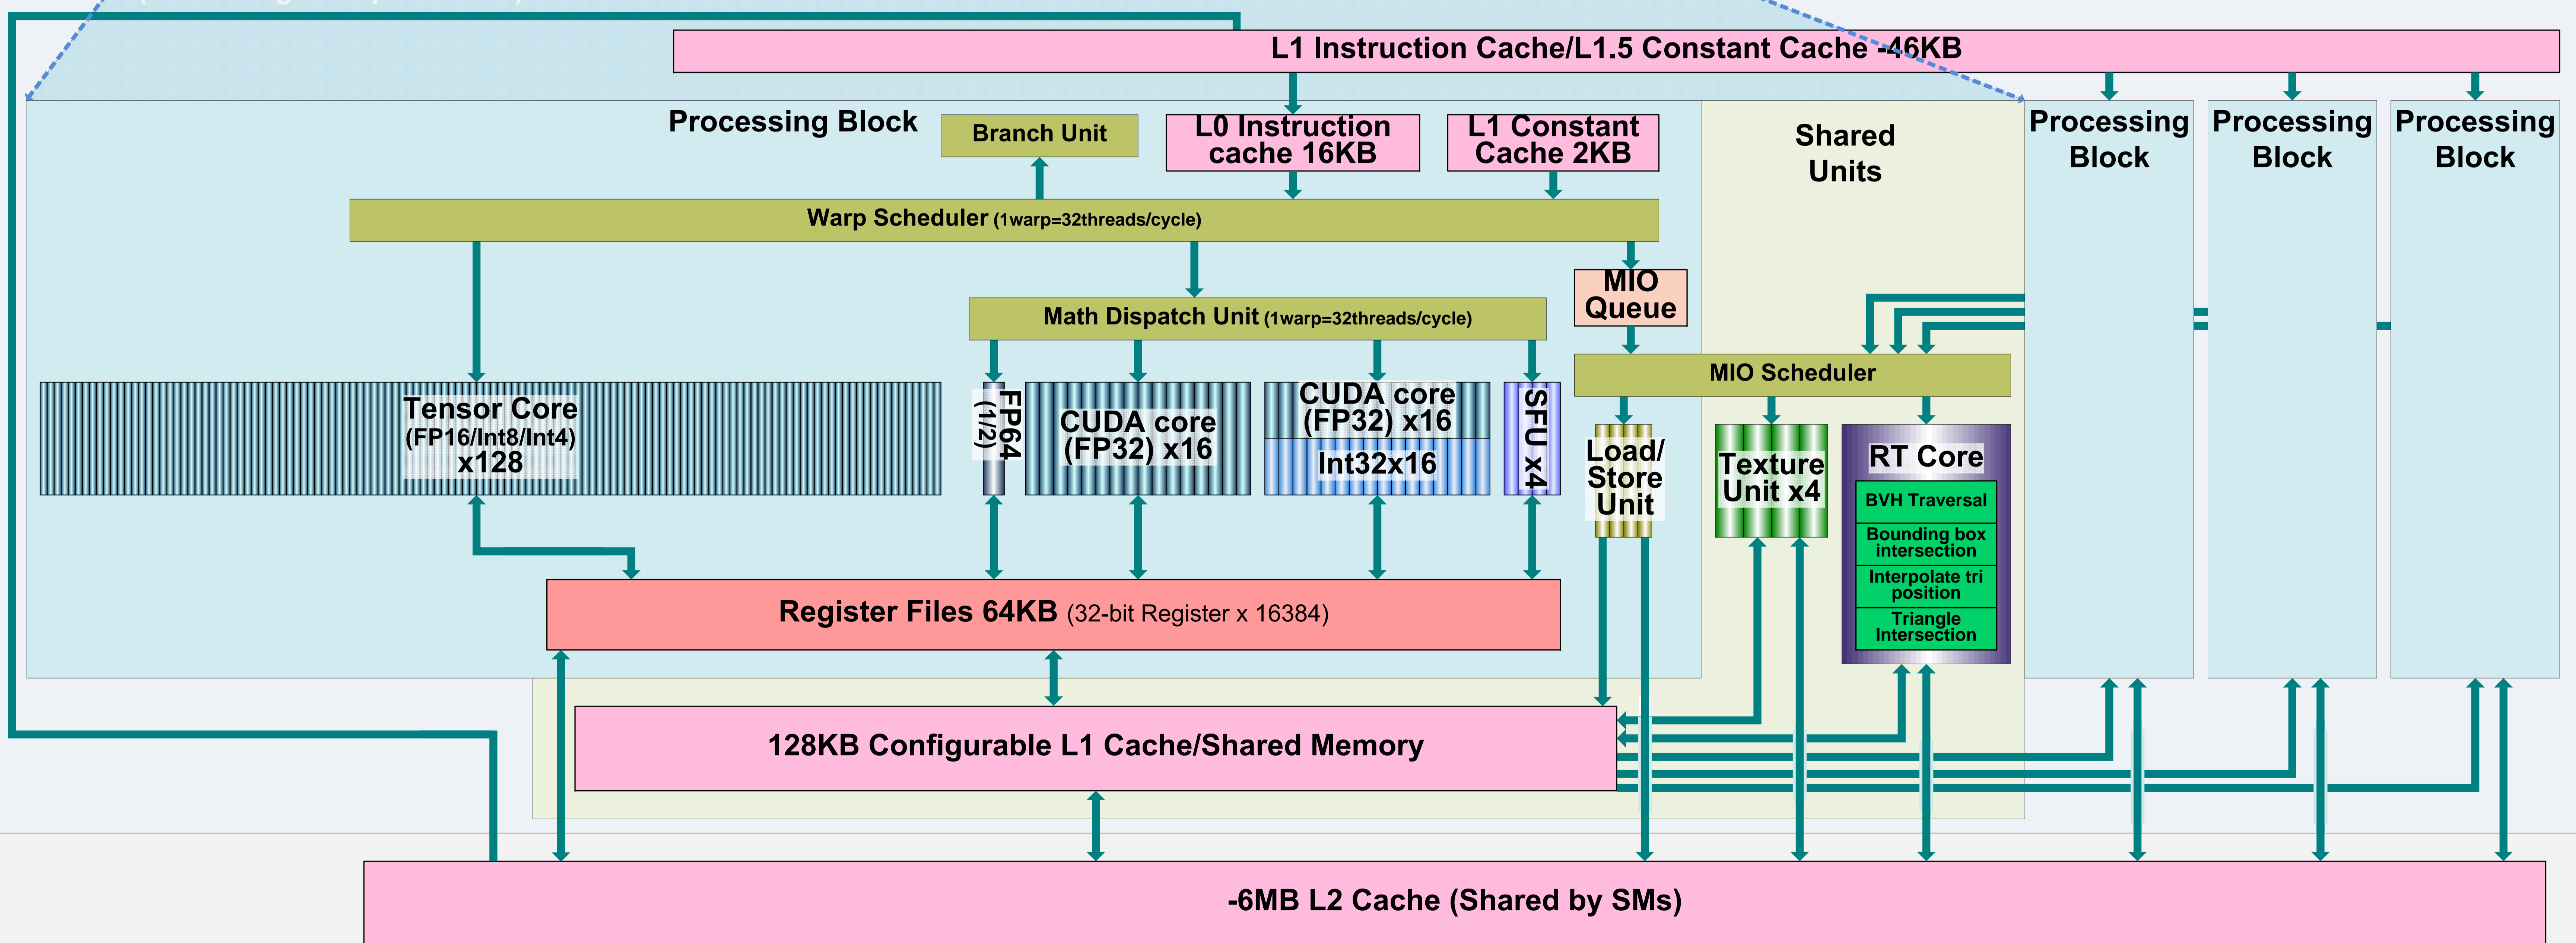 L1 Instruction Cache/L1.5 Constant Cache -46KB
Processing Block
Branch Unit
L0 Instruction
cache 16KB
L1 Constant
Cache 2KB
Shared
Units
Processing
Block
Processing
Block
Processing
Block
Warp Scheduler (1warp=32threads/cycle)
MIO
Queue
Math Dispatch Unit (1warp=32threads/cycle)
MIO Scheduler
Tensor Core
(FP16/Int8/Int4)
x128
FP64
(1/2)
CUDA core
(FP32) x16
CUDA core
(FP32) x16
Int32x16
SFU x4
Load/
Store
Unit
Texture
Unit x4
RT Core
BVH Traversal
Bounding box
intersection
Interpolate tri
position
Triangle
Intersection
Register Files 64KB (32-bit Register x 16384)
128KB Configurable L1 Cache/Shared Memory
-6MB L2 Cache (Shared by SMs)